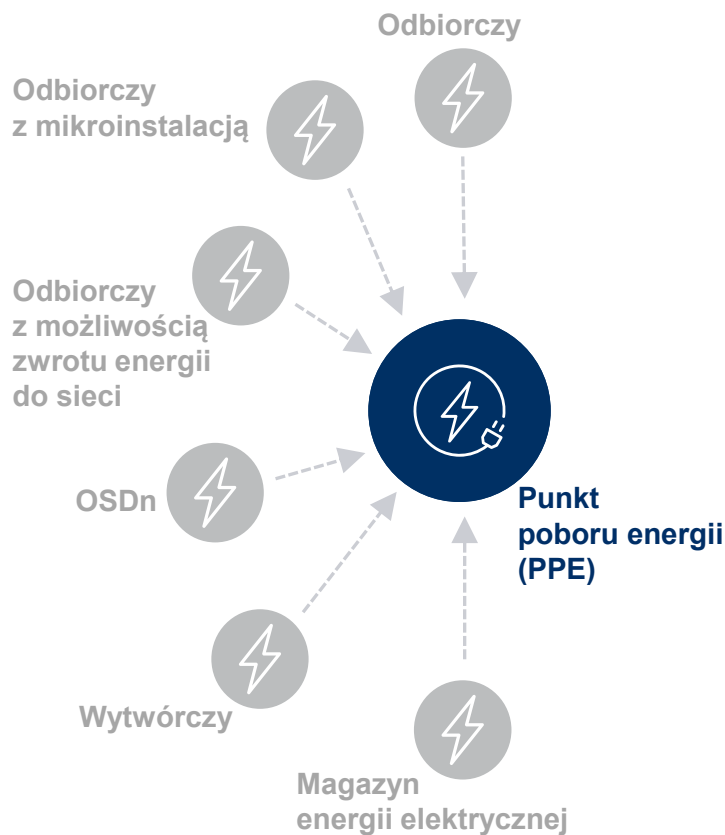 Odbiorczy
Odbiorczy
z mikroinstalacją
Odbiorczy
z możliwością
zwrotu energii
do sieci
OSDn
Punkt
poboru energii
(PPE)
Wytwórczy
Magazyn
energii elektrycznej